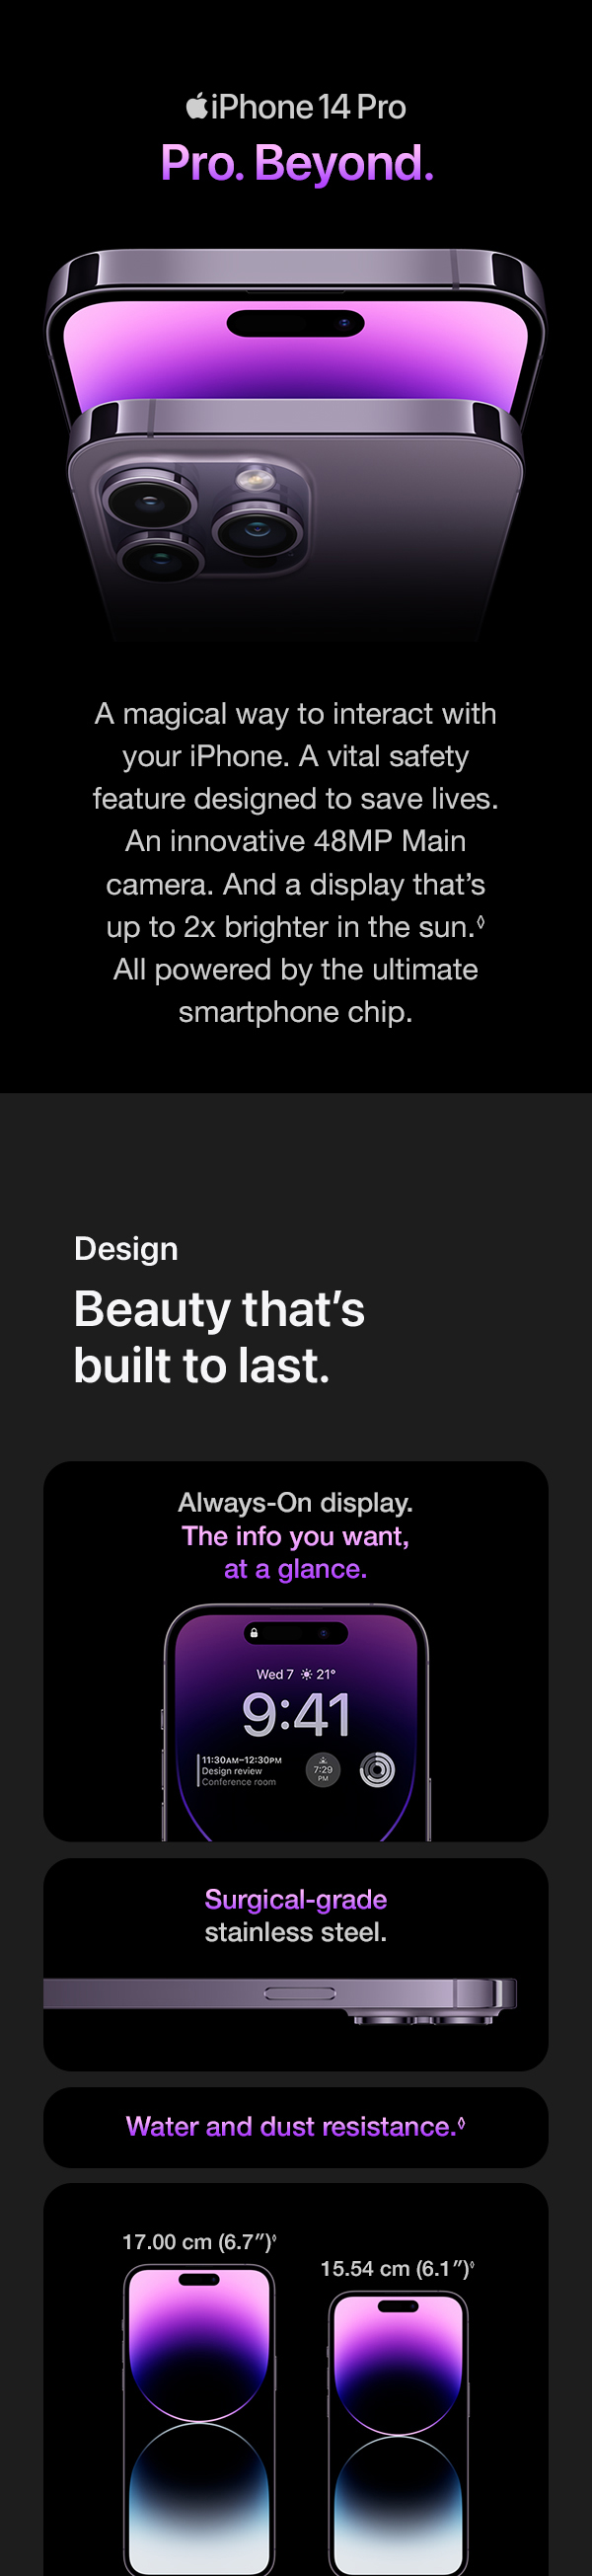 iPhone 14 Pro
Pro. Beyond.
A magical way to interact with
your iPhone. A vital safety
feature designed to save lives.
An innovative 48MP Main
camera. And a display that’s
up to 2x brighter in the sun.◊
All powered by the ultimate
smartphone chip.
Design
Beauty that’s
built to last.
Always-On display.
The info you want,
at a glance.
Wed 7 21°
9:41
11:30AM–12:30PM
Design review
Conference room
7:29
PM
Surgical-grade
stainless steel.
Water and dust resistance.◊
17.00 cm (6.7″)◊
15.54 cm (6.1″)◊